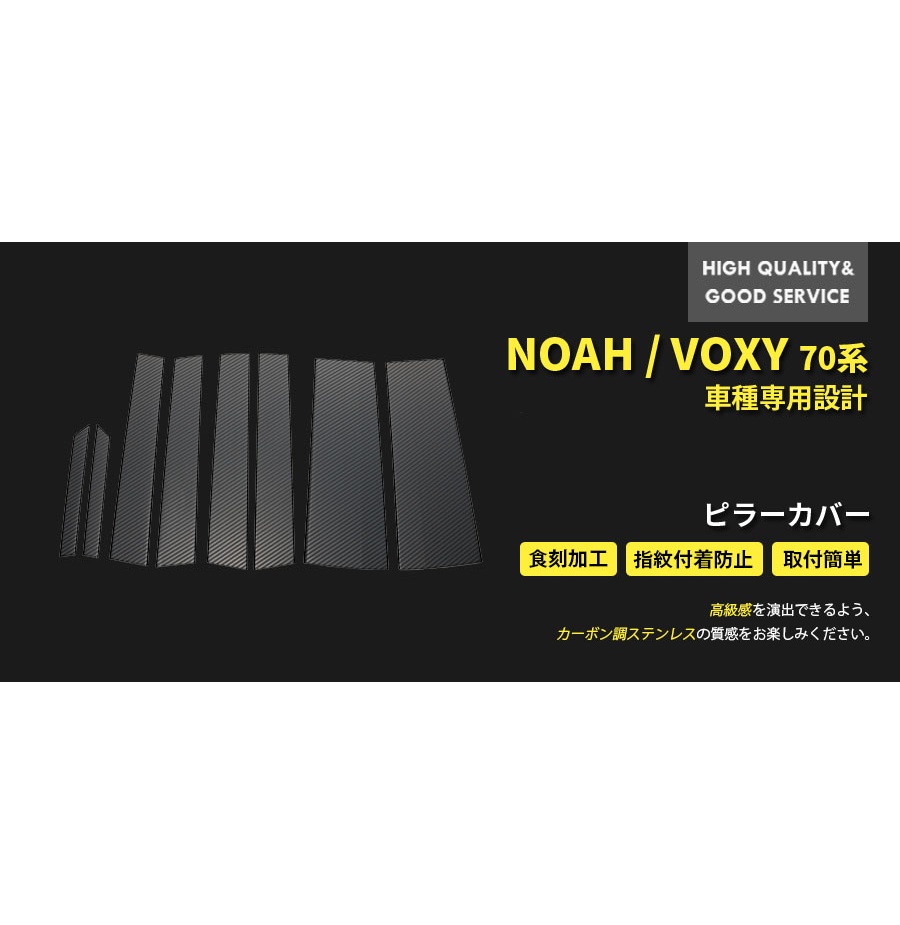 HIGH QUALITY&
GOOD SERVICE
NOAH / VOXY 70系
車種専用設計
ピラーカバー
食刻加工 指紋付着防止 取付簡単
高級感を演出できるよう、
カーボン調ステンレスの質感をお楽しみください。